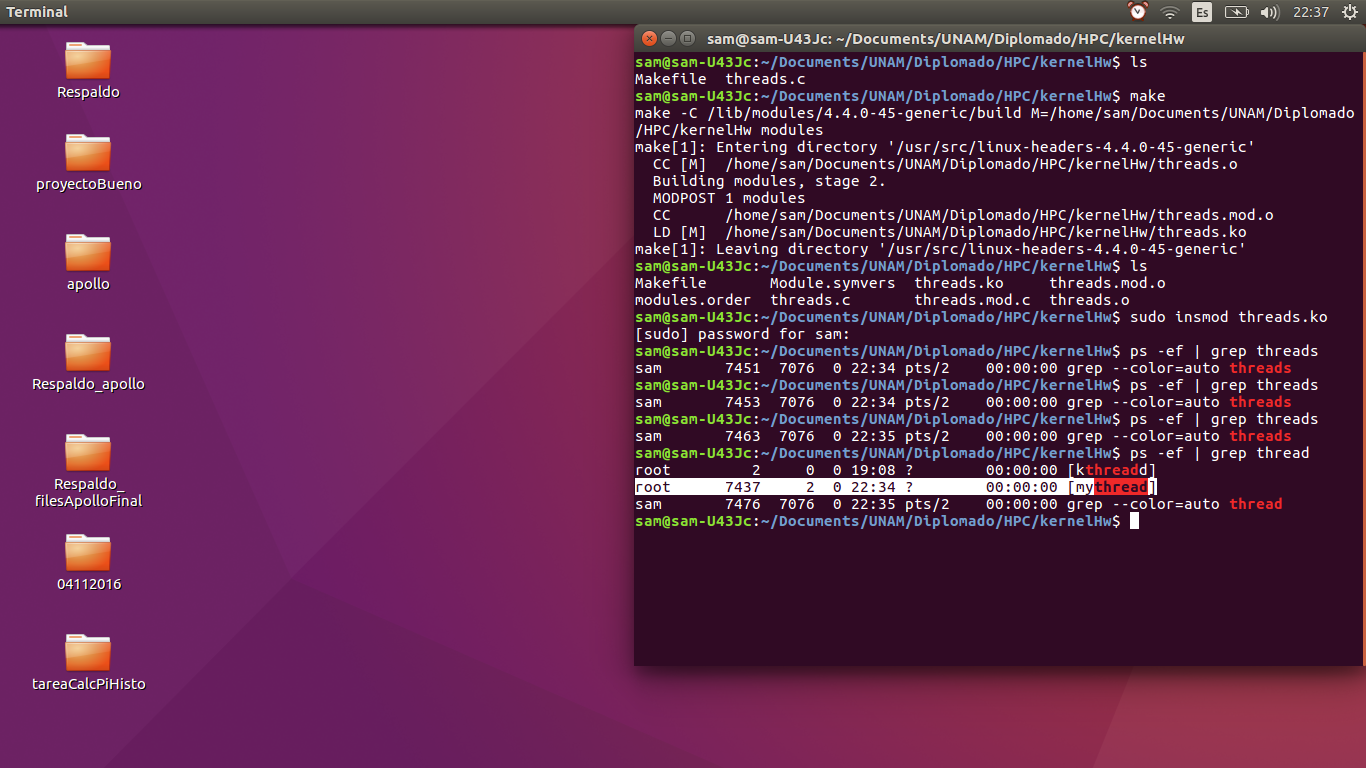 Terminal
Es
22:37
Respaldo
proyectoBueno
apollo
Respaldo_apollo
Respaldo_
filesApolloFinal
04112016
tareaCalcPiHisto
sam@sam-U43Jc: ~/Documents/UNAM/Diplomado/HPC/kernelHw
sam@sam-U43Jc:~/Documents/UNAM/Diplomado/HPC/kernelHw$ ls
Makefile  threads.c
sam@sam-U43Jc:~/Documents/UNAM/Diplomado/HPC/kernelHw$ make
make -C /lib/modules/4.4.0-45-generic/build M=/home/sam/Documents/UNAM/Diplomado
/HPC/kernelHw modules
make[1]: Entering directory '/usr/src/linux-headers-4.4.0-45-generic'
  CC [M]  /home/sam/Documents/UNAM/Diplomado/HPC/kernelHw/threads.o
  Building modules, stage 2.
  MODPOST 1 modules
  CC      /home/sam/Documents/UNAM/Diplomado/HPC/kernelHw/threads.mod.o
  LD [M]  /home/sam/Documents/UNAM/Diplomado/HPC/kernelHw/threads.ko
make[1]: Leaving directory '/usr/src/linux-headers-4.4.0-45-generic'
sam@sam-U43Jc:~/Documents/UNAM/Diplomado/HPC/kernelHw$ ls
Makefile       Module.symvers  threads.ko     threads.mod.o
modules.order  threads.c       threads.mod.c  threads.o
sam@sam-U43Jc:~/Documents/UNAM/Diplomado/HPC/kernelHw$ sudo insmod threads.ko
[sudo] password for sam:
sam@sam-U43Jc:~/Documents/UNAM/Diplomado/HPC/kernelHw$ ps -ef | grep threads
sam       7451  7076  0 22:34 pts/2    00:00:00 grep --color=auto threads
sam@sam-U43Jc:~/Documents/UNAM/Diplomado/HPC/kernelHw$ ps -ef | grep threads
sam       7453  7076  0 22:34 pts/2    00:00:00 grep --color=auto threads
sam@sam-U43Jc:~/Documents/UNAM/Diplomado/HPC/kernelHw$ ps -ef | grep threads
sam       7463  7076  0 22:35 pts/2    00:00:00 grep --color=auto threads
sam@sam-U43Jc:~/Documents/UNAM/Diplomado/HPC/kernelHw$ ps -ef | grep thread
root         2     0  0 19:08 ?        00:00:00 [kthreadd]
root      7437     2  0 22:34 ?        00:00:00 [mythread]
sam       7476  7076  0 22:35 pts/2    00:00:00 grep --color=auto thread
sam@sam-U43Jc:~/Documents/UNAM/Diplomado/HPC/kernelHw$